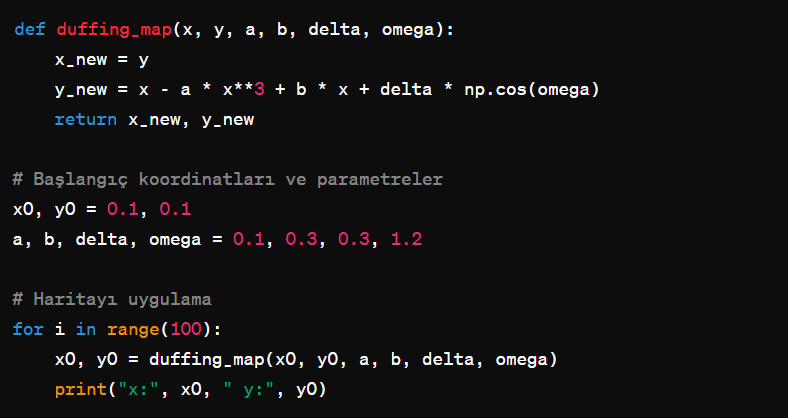 def duffing_map(x, y, a, b, delta, omega):
    x_new = y
    y_new = x - a * x**3 + b * x + delta * np.cos(omega)
    return x_new, y_new

# Başlangıç koordinatları ve parametreler
x0, y0 = 0.1, 0.1
a, b, delta, omega = 0.1, 0.3, 0.3, 1.2

# Haritayı uygulama
for i in range(100):
    x0, y0 = duffing_map(x0, y0, a, b, delta, omega)
    print("x:", x0, " y:", y0)